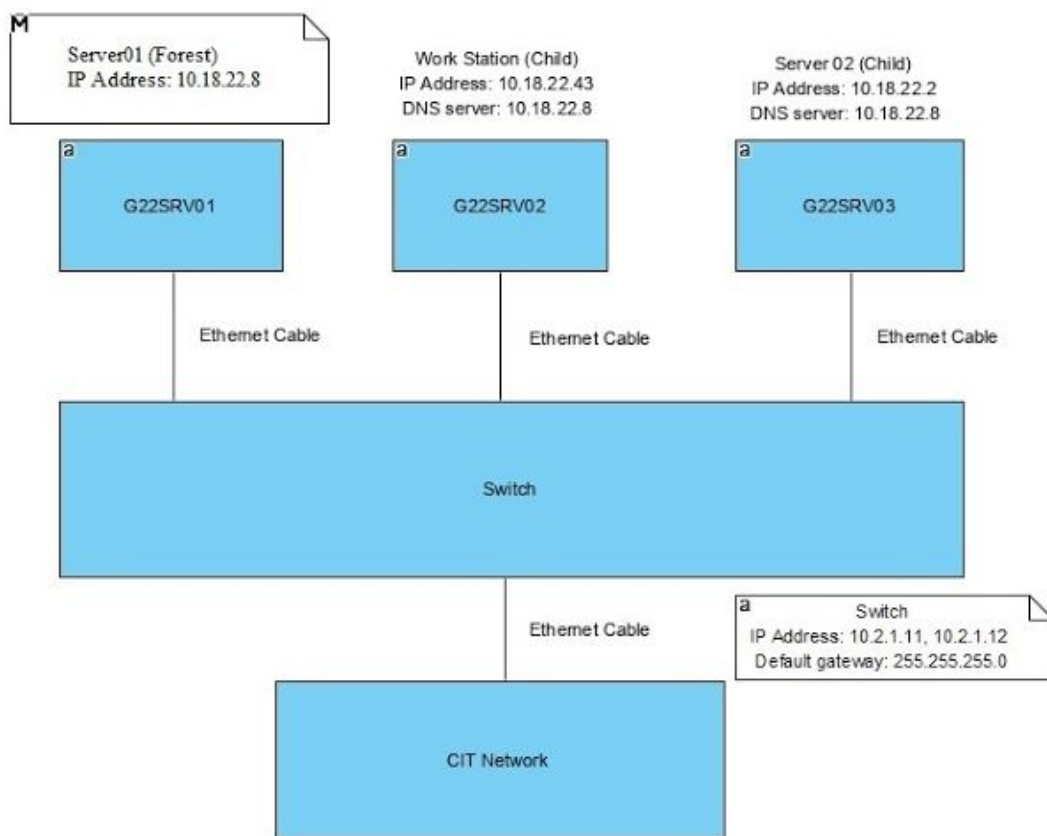 M
Server01 (Forest)
IP Address: 10.18.22.8
Work Station (Child)
IP Address: 10.18.22.43
DNS server: 10.18.22.8
Server 02 (Child)
IP Address: 10.18.22.2
DNS server: 10.18.22.8
a
G22SRV01
a
G22SRV02
a
G22SRV03
Ethernet Cable
Ethernet Cable
Ethernet Cable
Switch
Ethernet Cable
a
Switch
IP Address: 10.2.1.11, 10.2.1.12
Default gateway: 255.255.255.0
CIT Network